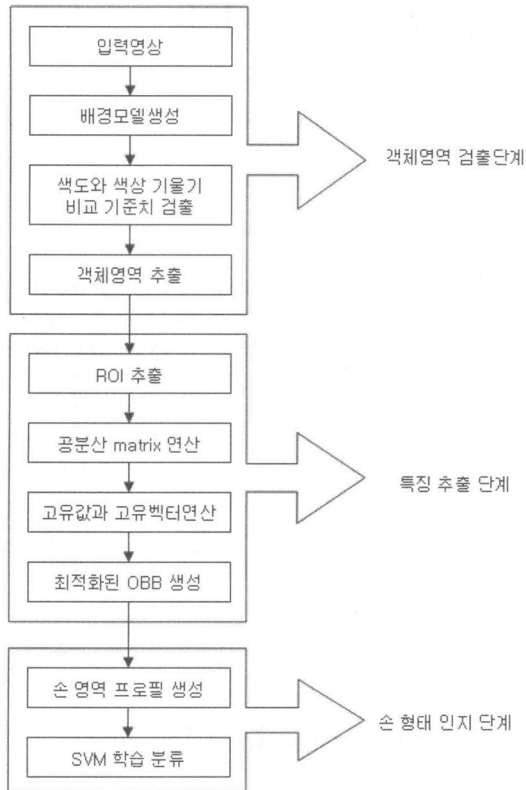 입력영상
배경모델생성
색도와 색상 기울기
비교 기준치 검출
객체영역 추출
객체영역 검출단계
ROI 추출
공분산 matrix 연산
고유값과 고유벡터연산
최적화된 OBB 생성
특징 추출 단계
손 영역 프로필 생성
SVM 학습 분류
손 형태 인지 단계